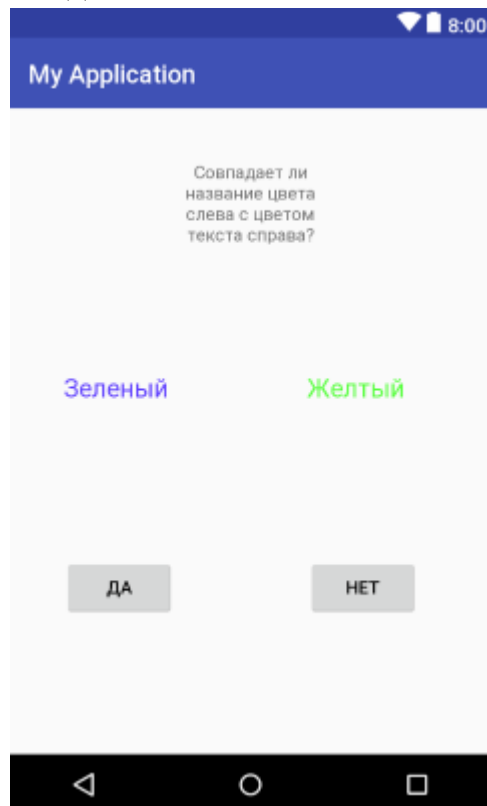 8:00
My Application
Совпадает ли
название цвета
слева с цветом
текста справа?
Зеленый Желтый
ДА НЕТ